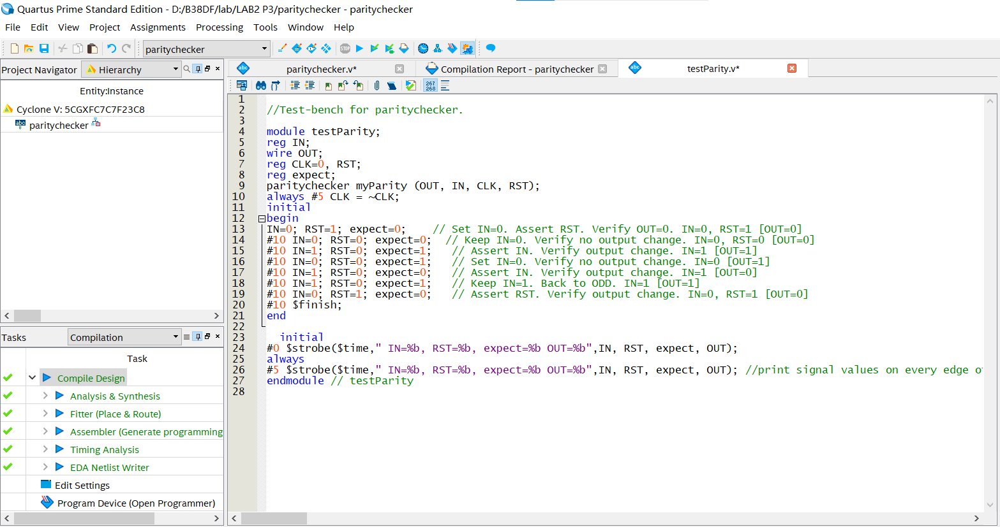 Quartus Prime Standard Edition - D:/B38DF/lab/LAB2 P3/paritychecker - paritychecker
File Edit View Project Assignments Processing Tools Window Help
paritychecker
STOP
Project Navigator Hierarchy
Entity:Instance
Cyclone V: 5CGXFC7C7F23C8
abc paritychecker
Tasks Compilation
Task
Compile Design
Analysis & Synthesis
Fitter (Place & Route)
Assembler (Generate programming
Timing Analysis
EDA Netlist Writer
Edit Settings
Program Device (Open Programmer)
abc paritychecker.v*
Compilation Report - paritychecker
abc testParity.v*
267
268
1
2 //Test-bench for paritychecker.
3
4 module testParity;
5 reg IN;
6 wire OUT;
7 reg CLK=0, RST;
8 reg expect;
9 paritychecker myParity (OUT, IN, CLK, RST);
10 always #5 CLK = ~CLK;
11 initial
12 begin
13 IN=0; RST=1; expect=0; // Set IN=0. Assert RST. Verify OUT=0. IN=0, RST=1 [OUT=0]
14 #10 IN=0; RST=0; expect=0; // Keep IN=0. Verify no output change. IN=0, RST=0 [OUT=0]
15 #10 IN=1; RST=0; expect=1; // Assert IN. Verify output change. IN=1 [OUT=1]
16 #10 IN=0; RST=0; expect=1; // Set IN=0. Verify no output change. IN=0 [OUT=1]
17 #10 IN=1; RST=0; expect=0; // Assert IN. Verify output change. IN=1 [OUT=0]
18 #10 IN=1; RST=0; expect=1; // Keep IN=1. Back to ODD. IN=1 [OUT=1]
19 #10 IN=0; RST=1; expect=0; // Assert RST. Verify output change. IN=0, RST=1 [OUT=0]
20 #10 $finish;
21 end
22
23 initial
24 #0 $strobe($time," IN=%b, RST=%b, expect=%b OUT=%b",IN, RST, expect, OUT);
25 always
26 #5 $strobe($time," IN=%b, RST=%b, expect=%b OUT=%b",IN, RST, expect, OUT); //print signal values on every edge o
27 endmodule // testParity
28